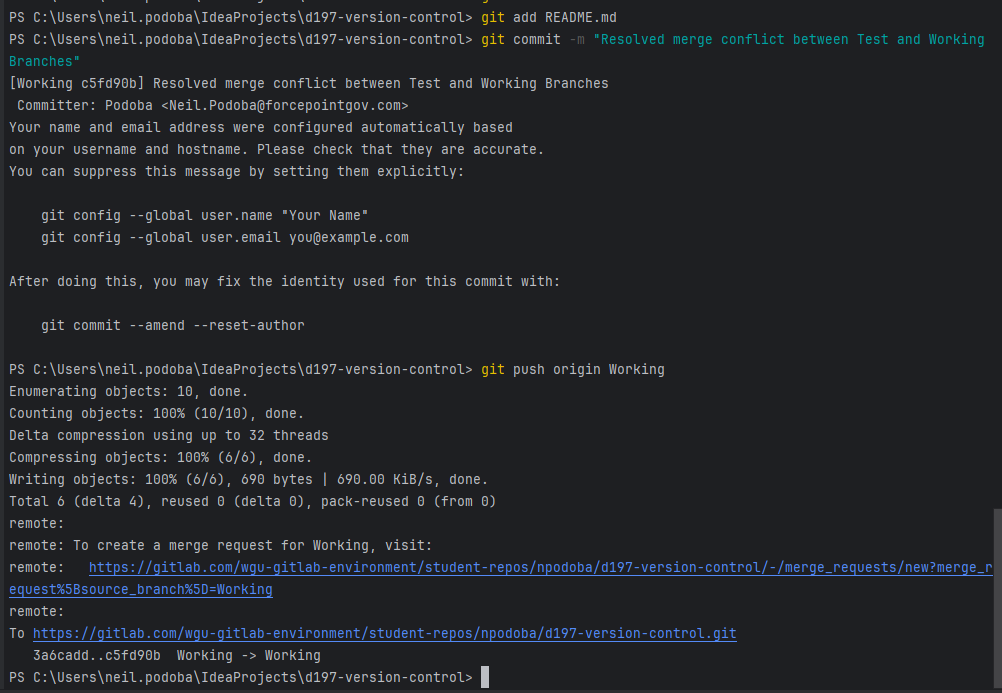 PS C:\Users\neil.podoba\IdeaProjects\d197-version-control> git add README.md
PS C:\Users\neil.podoba\IdeaProjects\d197-version-control> git commit -m "Resolved merge conflict between Test and Working
Branches"
[Working c5fd90b] Resolved merge conflict between Test and Working Branches
 Committer: Podoba <Neil.Podoba@forcepointgov.com>
Your name and email address were configured automatically based
on your username and hostname. Please check that they are accurate.
You can suppress this message by setting them explicitly:

    git config --global user.name "Your Name"
    git config --global user.email you@example.com

After doing this, you may fix the identity used for this commit with:

    git commit --amend --reset-author

PS C:\Users\neil.podoba\IdeaProjects\d197-version-control> git push origin Working
Enumerating objects: 10, done.
Counting objects: 100% (10/10), done.
Delta compression using up to 32 threads
Compressing objects: 100% (6/6), done.
Writing objects: 100% (6/6), 690 bytes | 690.00 KiB/s, done.
Total 6 (delta 4), reused 0 (delta 0), pack-reused 0 (from 0)
remote:
remote: To create a merge request for Working, visit:
remote:   https://gitlab.com/wgu-gitlab-environment/student-repos/npodoba/d197-version-control/-/merge_requests/new?merge_r
equest%5Bsource_branch%5D=Working
remote:
To https://gitlab.com/wgu-gitlab-environment/student-repos/npodoba/d197-version-control.git
   3a6cadd..c5fd90b  Working -> Working
PS C:\Users\neil.podoba\IdeaProjects\d197-version-control>